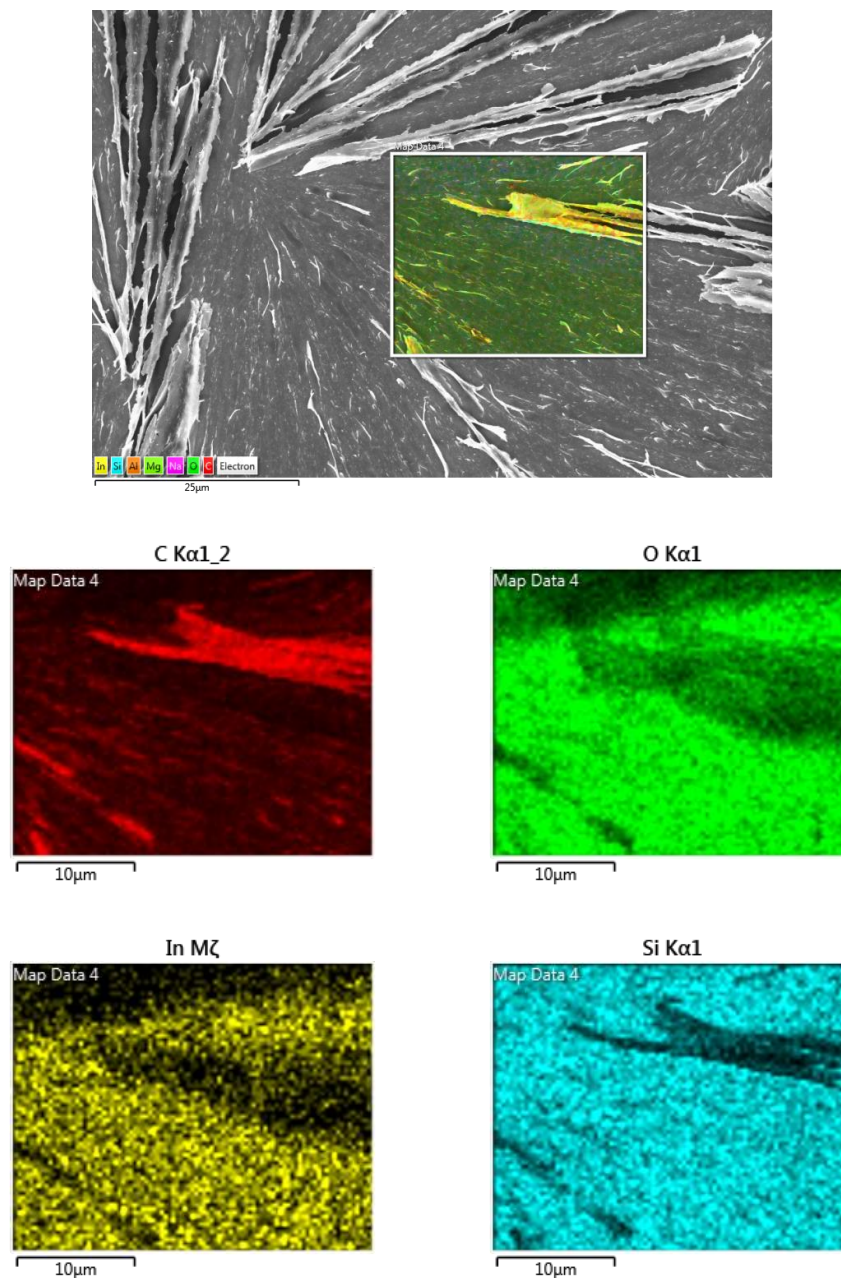 Map Data 4
In Si Al Mg Na O C Electron
25µm
C Kα1_2
O Kα1
Map Data 4
Map Data 4
10µm
10µm
In Mζ
Si Kα1
Map Data 4
Map Data 4
10µm
10µm